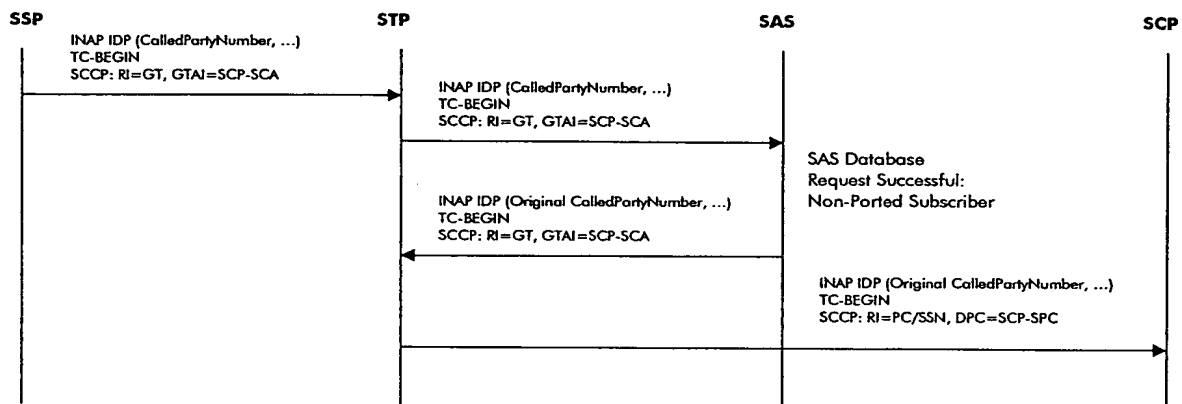 SSP
STP
SAS
SCP
INAP IDP (CalledPartyNumber, ...)
TC-BEGIN
SCCP: RI=GT, GTAI=SCP-SCA
INAP IDP (CalledPartyNumber, ...)
TC-BEGIN
SCCP: RI=GT, GTAI=SCP-SCA
SAS Database
Request Successful:
Non-Ported Subscriber
INAP IDP (Original CalledPartyNumber, ...)
TC-BEGIN
SCCP: RI=GT, GTAI=SCP-SCA
INAP IDP (Original CalledPartyNumber, ...)
TC-BEGIN
SCCP: RI=PC/SSN, DPC=SCP-SPC